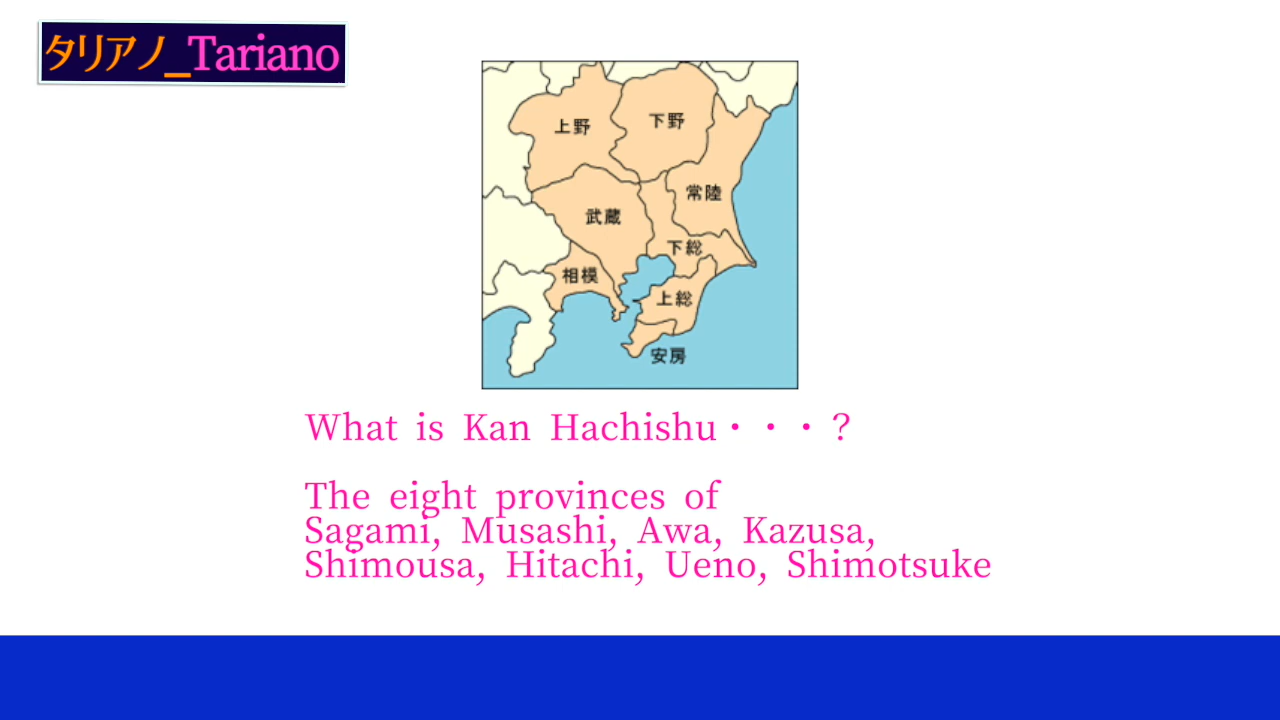 タリアノ_Tariano
上野
下野
常陸
武蔵
下総
相模
上総
安房
What is Kan Hachishu・・・?
The eight provinces of
Sagami, Musashi, Awa, Kazusa,
Shimousa, Hitachi, Ueno, Shimotsuke